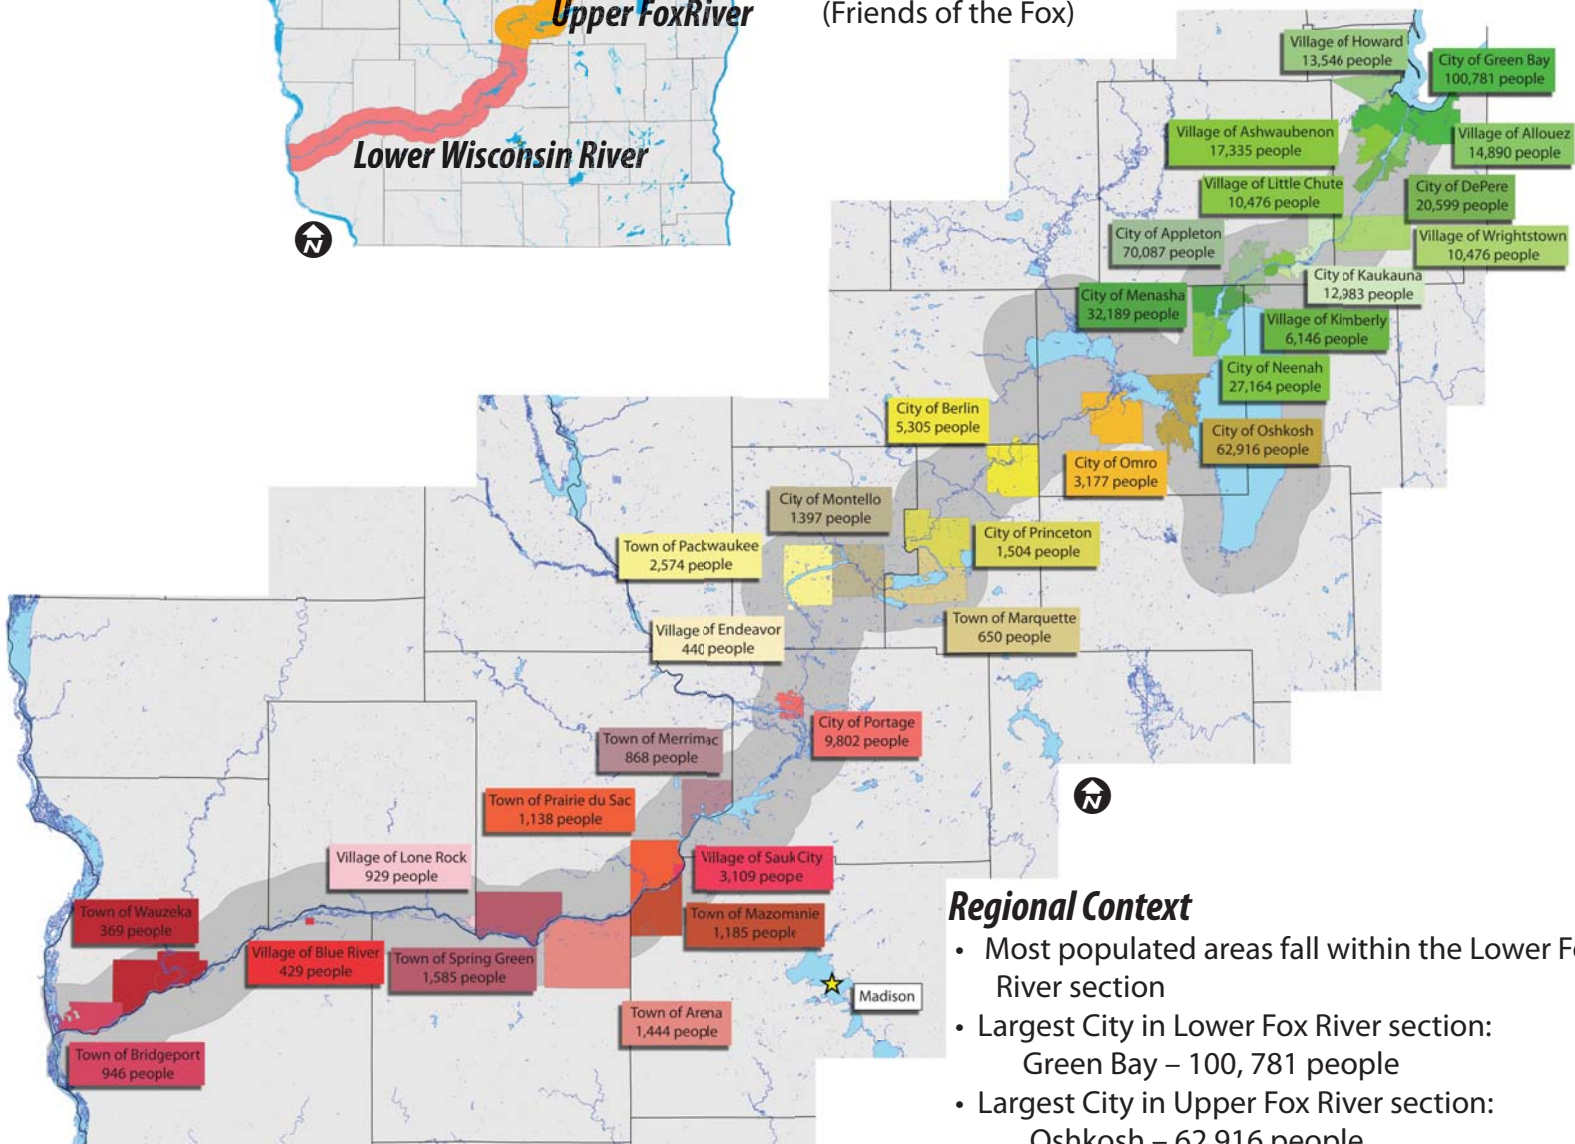 Upper FoxRiver
(Friends of the Fox)
Lower Wisconsin River
N
Village of Howard
13,546 people
City of Green Bay
100,781 people
Village of Ashwaubenon
17,335 people
Village of Allouez
14,890 people
Village of Little Chute
10,476 people
City of DePere
20,599 people
City of Appleton
70,087 people
Village of Wrightstown
10,476 people
City of Kaukauna
12,983 people
City of Menasha
32,189 people
Village of Kimberly
6,146 people
City of Neenah
27,164 people
City of Berlin
5,305 people
City of Oshkosh
62,916 people
City of Omro
3,177 people
City of Montello
1397 people
City of Princeton
1,504 people
Town of Packwaukee
2,574 people
Town of Marquette
650 people
Village of Endeavor
440 people
City of Portage
9,802 people
Town of Merrimac
868 people
N
Town of Prairie du Sac
1,138 people
Village of Lone Rock
929 people
Village of Sauk City
3,109 peope
Town of Wauzeka
369 people
Town of Mazomanie
1,185 people
Village of Blue River
429 people
Town of Spring Green
1,585 people
Madison
Town of Arena
1,444 people
Town of Bridgeport
946 people
Regional Context
• Most populated areas fall within the Lower Fo
River section
• Largest City in Lower Fox River section:
Green Bay – 100, 781 people
• Largest City in Upper Fox River section:
Oshkosh – 62,916 people